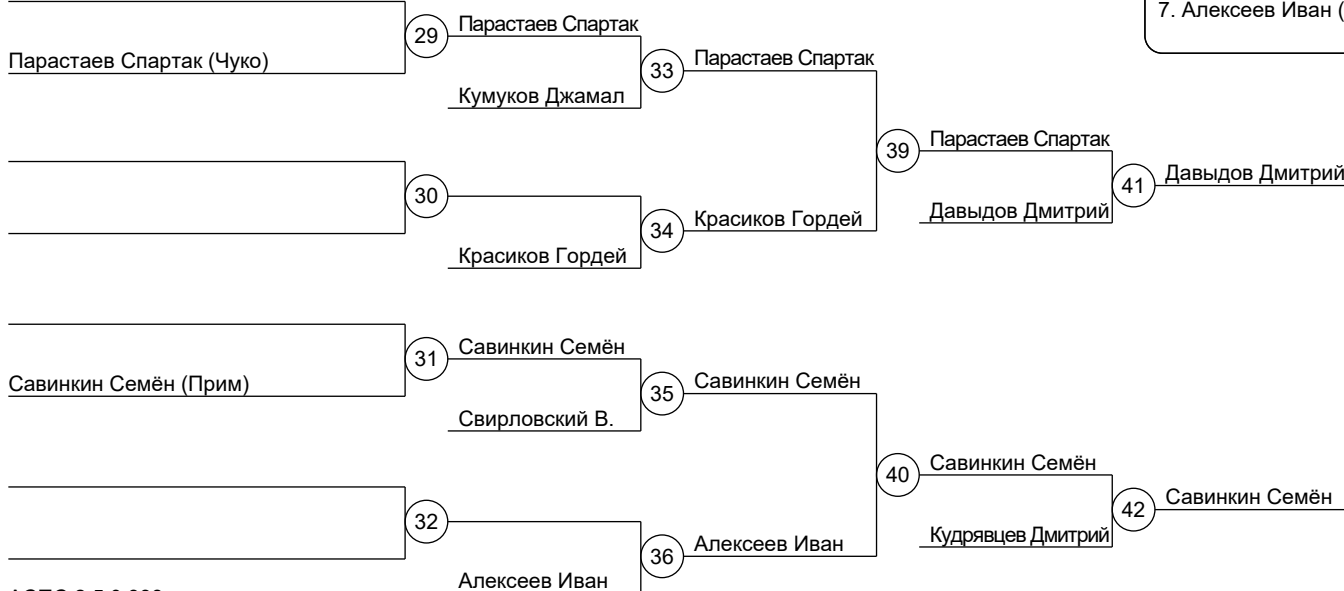 7. Алексеев Иван (
29
Парастаев Спартак
Парастаев Спартак (Чуко)
33
Парастаев Спартак
Кумуков Джамал
39
Парастаев Спартак
30
41
Давыдов Дмитрий
34
Красиков Гордей
Давыдов Дмитрий
Красиков Гордей
31
Савинкин Семён
Савинкин Семён (Прим)
35
Савинкин Семён
Свирловский В.
40
Савинкин Семён
42
Савинкин Семён
32
Кудрявцев Дмитрий
36
Алексеев Иван
Алексеев Иван